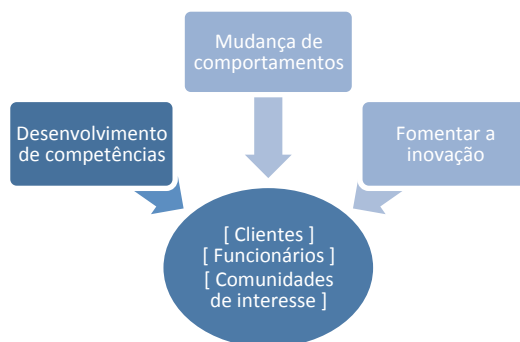 Mudança de
comportamentos
Desenvolvimento
de competências
Fomentar a
inovação
[ Clientes ]
[ Funcionários ]
[ Comunidades
de interesse ]